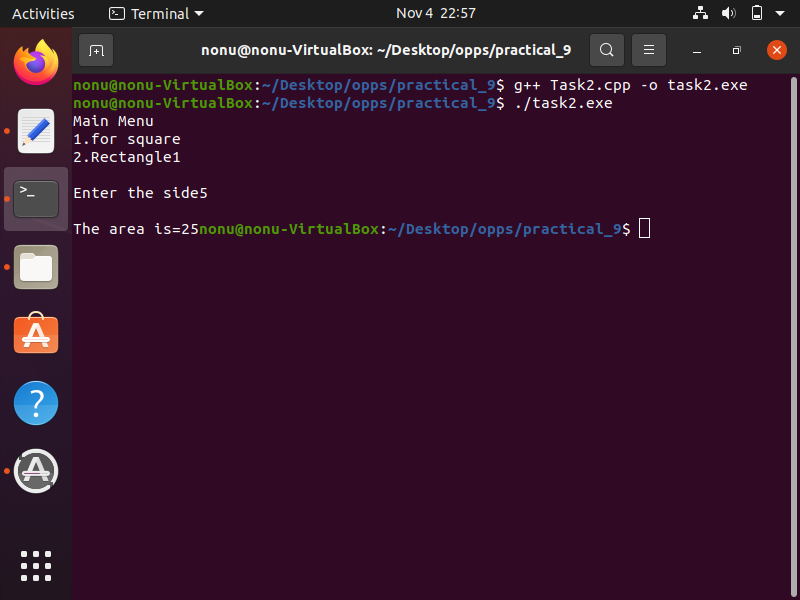 Activities Terminal Nov 4 22:57
nonu@nonu-VirtualBox: ~/Desktop/opps/practical_9
nonu@nonu-VirtualBox:~/Desktop/opps/practical_9$ g++ Task2.cpp -o task2.exe
nonu@nonu-VirtualBox:~/Desktop/opps/practical_9$ ./task2.exe
Main Menu
1.for square
2.Rectangle1
Enter the side5
The area is=25nonu@nonu-VirtualBox:~/Desktop/opps/practical_9$